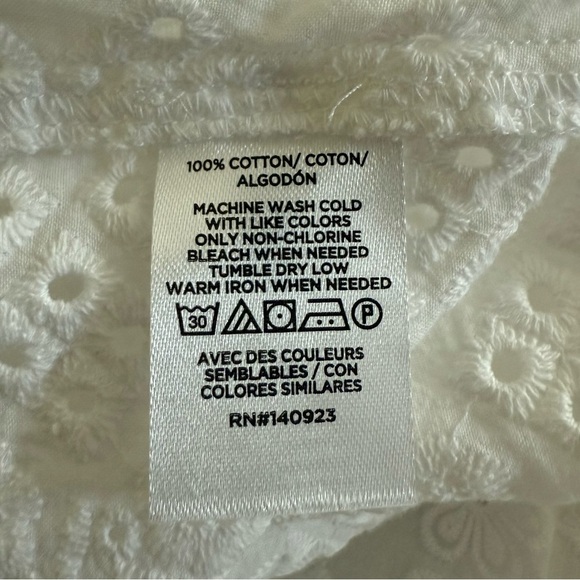 100% COTTON/ COTON/
ALGODÓN
MACHINE WASH COLD
WITH LIKE COLORS
ONLY NON-CHLORINE
BLEACH WHEN NEEDED
TUMBLE DRY LOW
WARM IRON WHEN NEEDED
30 P
AVEC DES COULEURS
SEMBLABLES / CON
COLORES SIMILARES
RN#140923